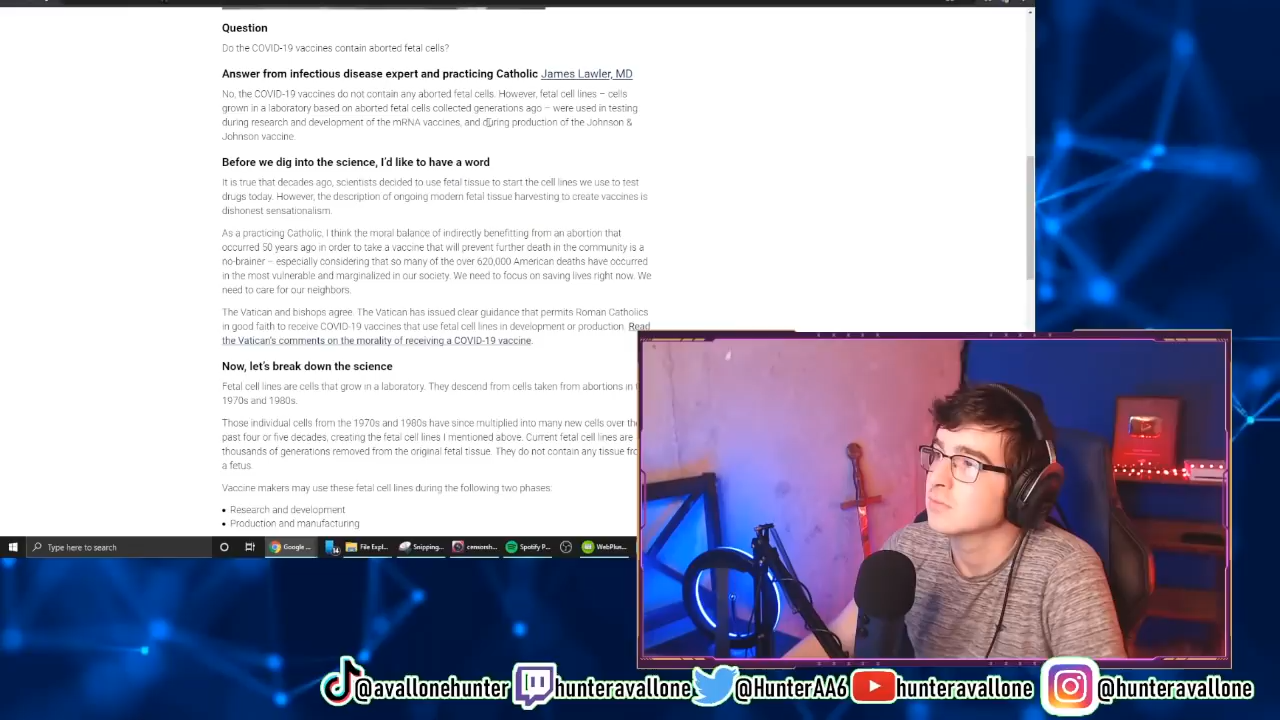 Question
Do the COVID-19 vaccines contain aborted fetal cells?
Answer from infectious disease expert and practicing Catholic James Lawler, MD
No, the COVID-19 vaccines do not contain any aborted fetal cells. However, fetal cell lines – cells
grown in a laboratory based on aborted fetal cells collected generations ago – were used in testing
during research and development of the mRNA vaccines, and during production of the Johnson &
Johnson vaccine.
Before we dig into the science, I'd like to have a word
It is true that decades ago, scientists decided to use fetal tissue to start the cell lines we use to test
drugs today. However, the description of ongoing modern fetal tissue harvesting to create vaccines is
dishonest sensationalism.
As a practicing Catholic, I think the moral balance of indirectly benefitting from an abortion that
occurred 50 years ago in order to take a vaccine that will prevent further death in the community is a
no-brainer – especially considering that so many of the over 620,000 American deaths have occurred
in the most vulnerable and marginalized in our society. We need to focus on saving lives right now. We
need to care for our neighbors.
The Vatican and bishops agree. The Vatican has issued clear guidance that permits Roman Catholics
in good faith to receive COVID-19 vaccines that use fetal cell lines in development or production. Read
the Vatican's comments on the morality of receiving a COVID-19 vaccine.
Now, let's break down the science
Fetal cell lines are cells that grow in a laboratory. They descend from cells taken from abortions in
1970s and 1980s.
Those individual cells from the 1970s and 1980s have since multiplied into many new cells over the
past four or five decades, creating the fetal cell lines I mentioned above. Current fetal cell lines are
thousands of generations removed from the original fetal tissue. They do not contain any tissue
a fetus.
Vaccine makers may use these fetal cell lines during the following two phases:
• Research and development
• Production and manufacturing
Type here to search
Google ...
File Expl...
Snipping...
censorsh...
Spotify P...
WebPlus...
@avallonehunter hunteravallone @HunterAA6 hunteravallone @hunteravallone